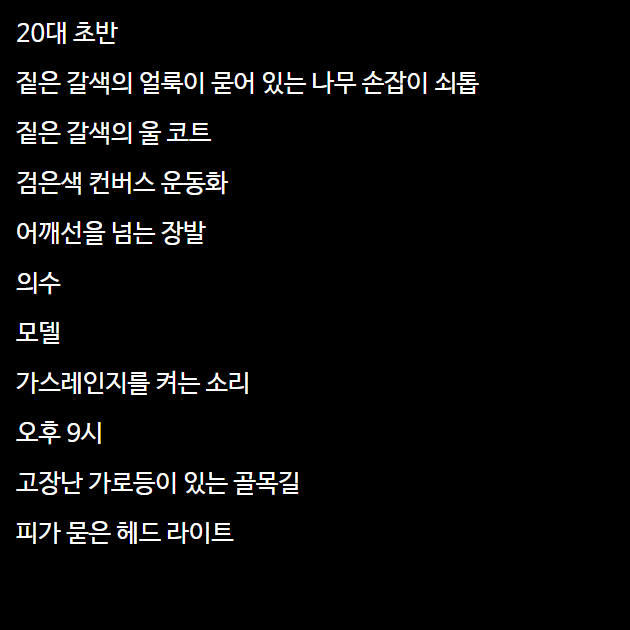 20대 초반
짙은 갈색의 얼룩이 묻어 있는 나무 손잡이 쇠톱
짙은 갈색의 울 코트
검은색 컨버스 운동화
어깨선을 넘는 장발
의수
모델
가스레인지를 켜는 소리
오후 9시
고장난 가로등이 있는 골목길
피가 묻은 헤드 라이트